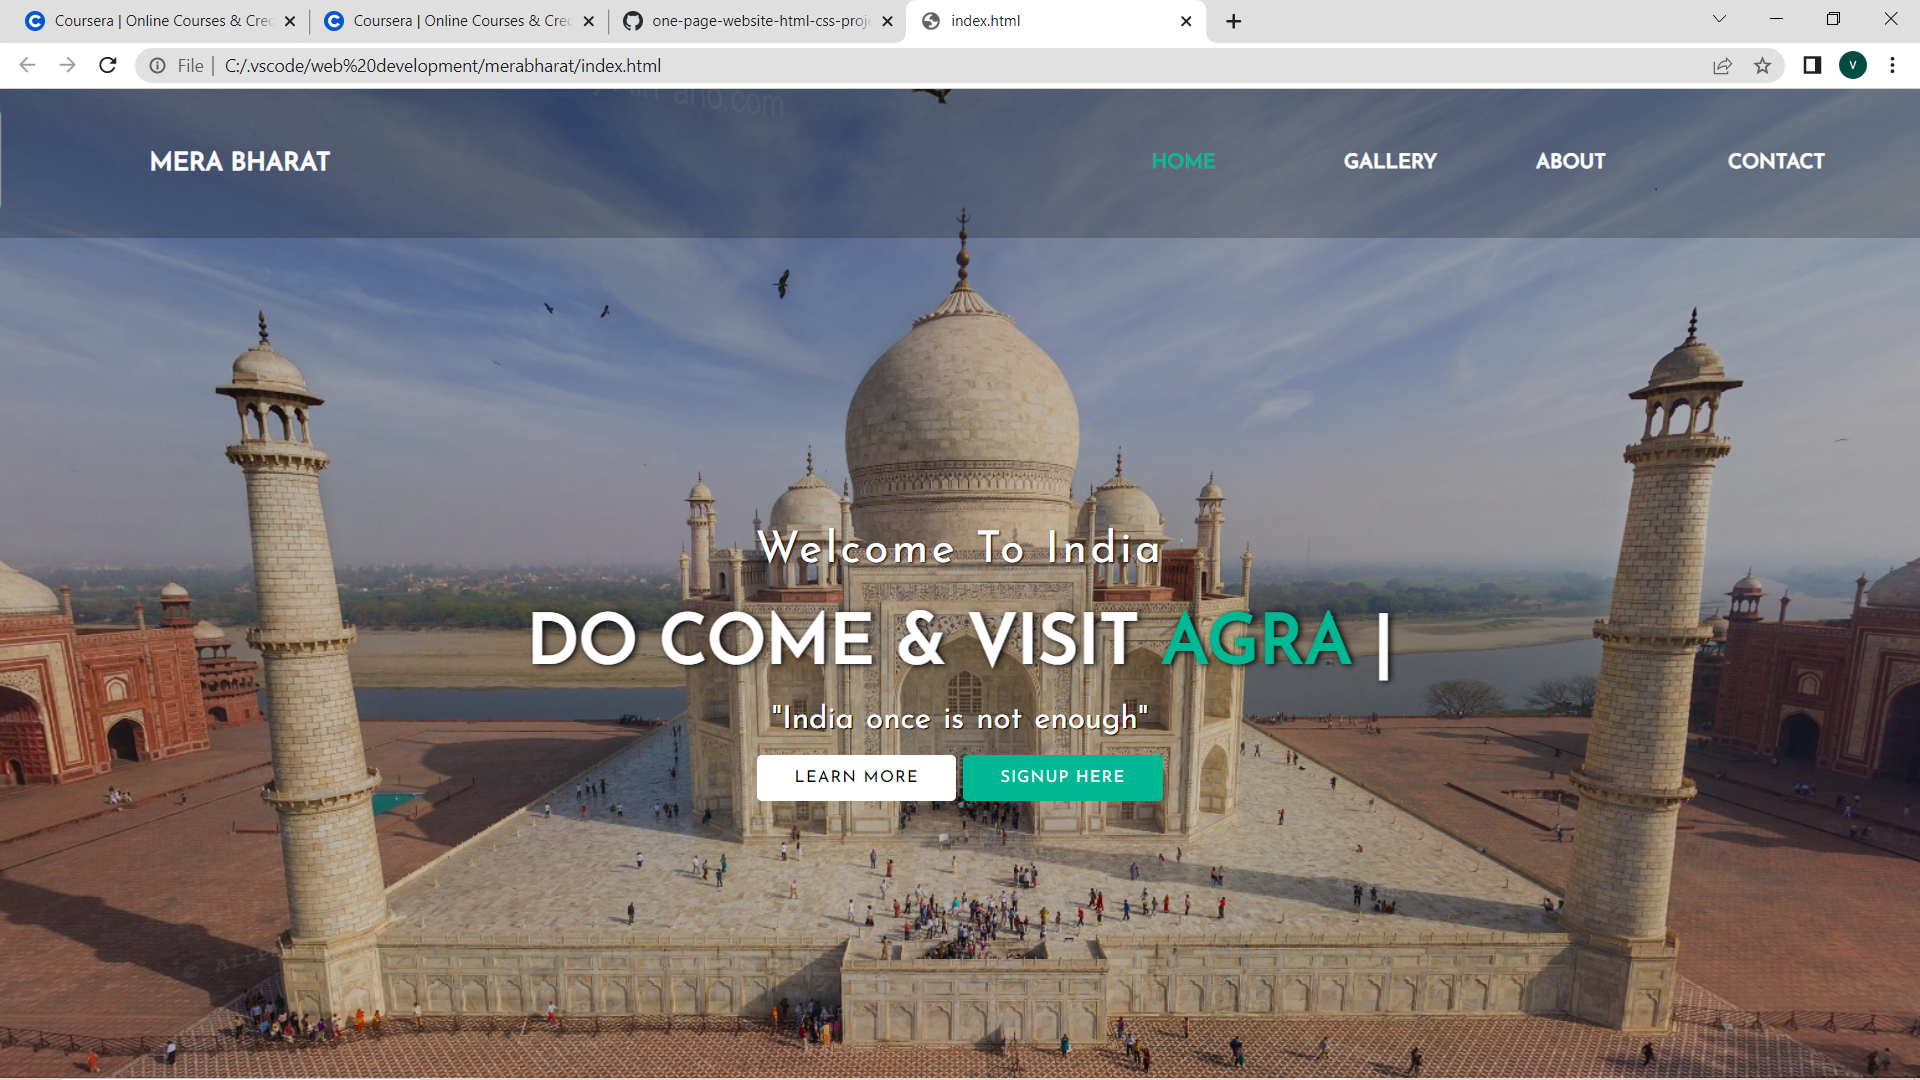 Coursera | Online Courses & Cre
Coursera | Online Courses & Cre
one-page-website-html-css-proj
index.html
File | C:/.vscode/web%20development/merabharat/index.html
V
MERA BHARAT
HOME
GALLERY
ABOUT
CONTACT
Welcome To India
DO COME & VISIT AGRA |
"India once is not enough"
LEARN MORE
SIGNUP HERE